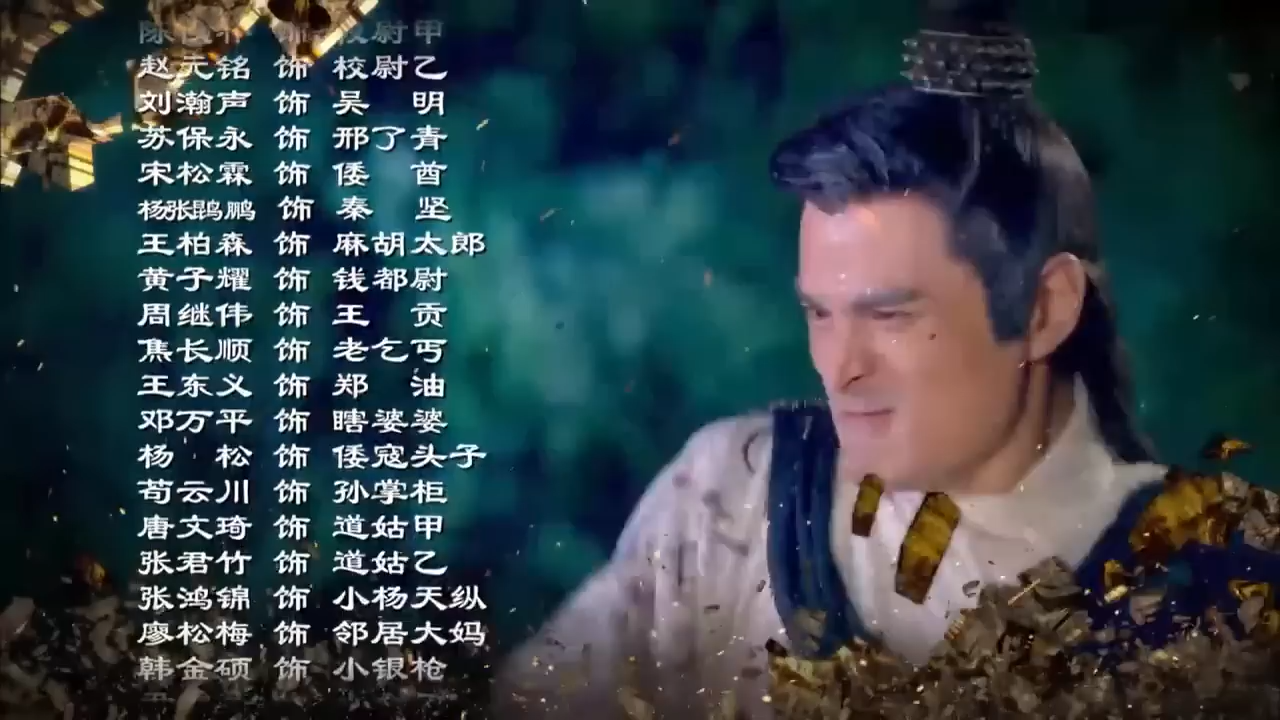 赵元铭 饰 校尉乙
刘瀚声 饰 吴 明
苏保永 饰 邢了青
宋松霖 饰 倭 酋
杨张鹍鹏 饰 秦 坚
王柏森 饰 麻胡太郎
黄子耀 饰 钱都尉
周继伟 饰 王 贡
焦长顺 饰 老乞丐
王东义 饰 郑 油
邓万平 饰 瞎婆婆
杨 松 饰 倭寇头子
苟云川 饰 孙掌柜
唐文琦 饰 道姑甲
张君竹 饰 道姑乙
张鸿锦 饰 小杨天纵
廖松梅 饰 邻居大妈
韩金硕 饰 小银枪